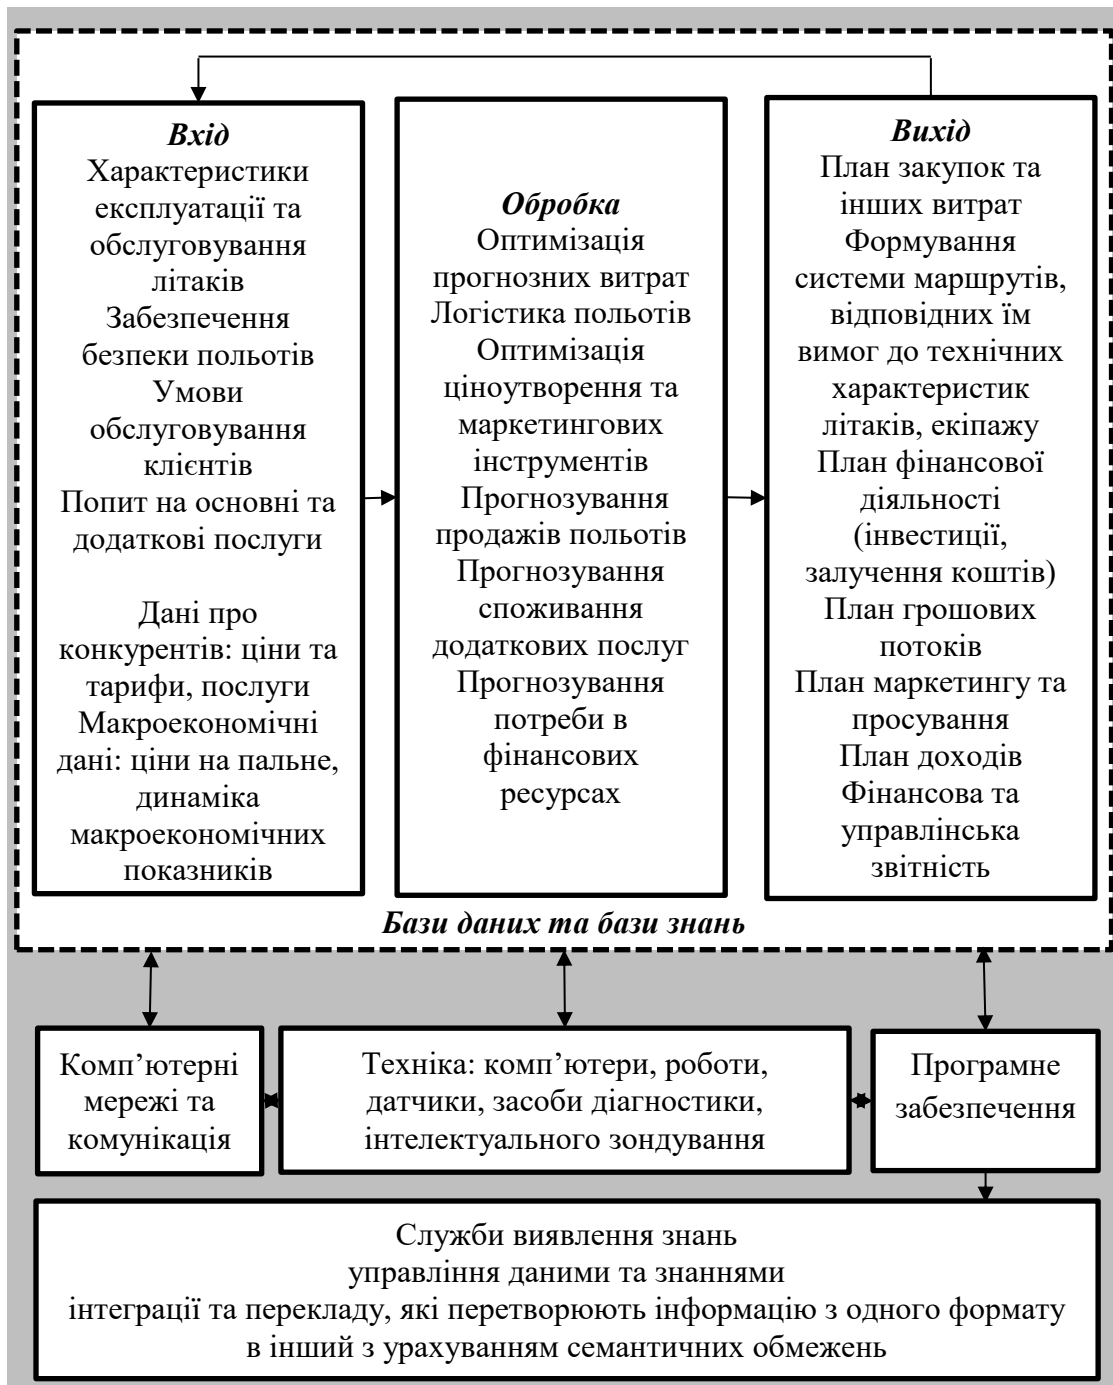 Вхід
Характеристики
експлуатації та
обслуговування
літаків
Забезпечення
безпеки польотів
Умови
обслуговування
клієнтів
Попит на основні та
додаткові послуги
Дані про
конкурентів: ціни та
тарифи, послуги
Макроекономічні
дані: ціни на пальне,
динаміка
макроекономічних
показників
Обробка
Оптимізація
прогнозних витрат
Логістика польотів
Оптимізація
ціноутворення та
маркетингових
інструментів
Прогнозування
продажів польотів
Прогнозування
споживання
додаткових послуг
Прогнозування
потреби в
фінансових
ресурсах
Вихід
План закупок та
інших витрат
Формування
системи маршрутів,
відповідних їм
вимог до технічних
характеристик
літаків, екіпажу
План фінансової
діяльності
(інвестиції,
залучення коштів)
План грошових
потоків
План маркетингу та
просування
План доходів
Фінансова та
управлінська
звітність
Бази даних та бази знань
Комп’ютерні
мережі та
комунікація
Техніка: комп’ютери, роботи,
датчики, засоби діагностики,
інтелектуального зондування
Програмне
забезпечення
Служби виявлення знань
управління даними та знаннями
інтеграції та перекладу, які перетворюють інформацію з одного формату
в інший з урахуванням семантичних обмежень